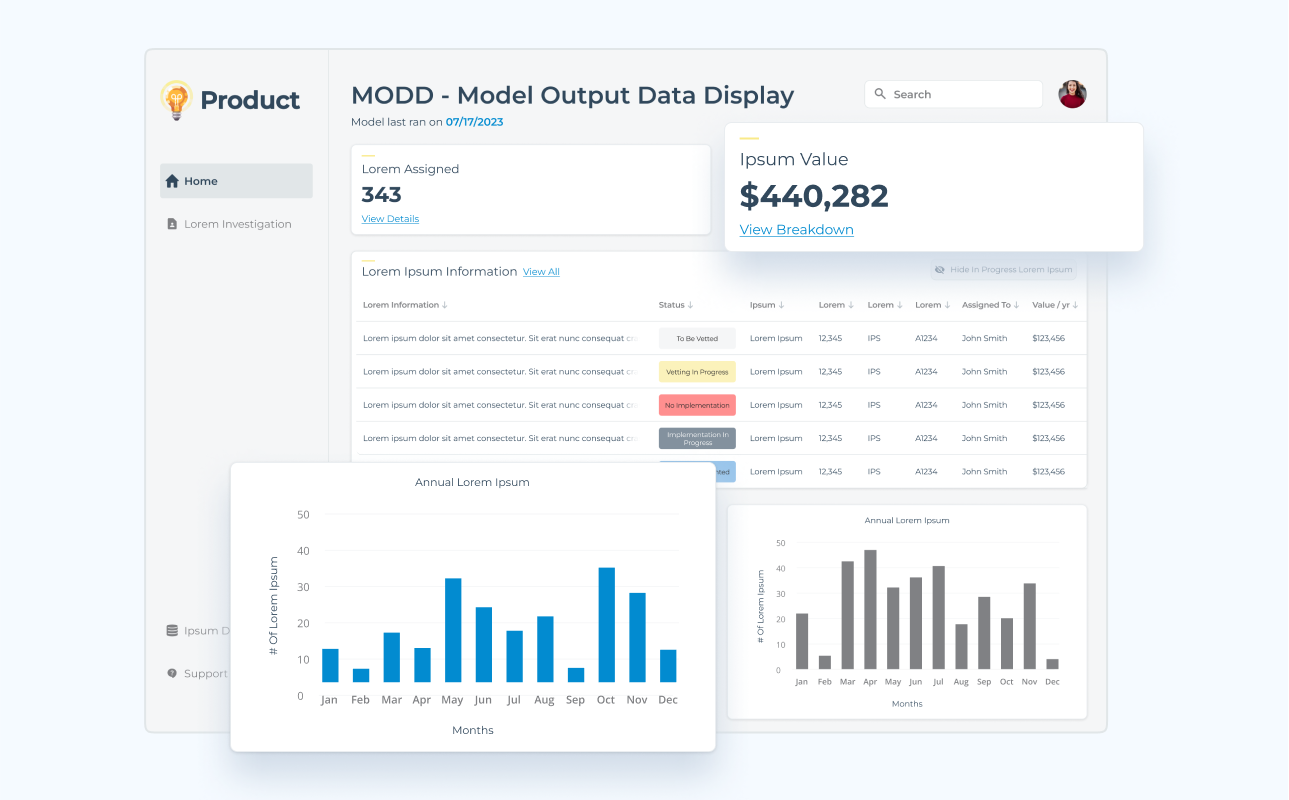 Product
Home
Lorem Investigation
Ipsum D
Support
MODD - Model Output Data Display
Model last ran on 07/17/2023
Search
Lorem Assigned
343
View Details
Ipsum Value
$440,282
View Breakdown
Lorem Ipsum Information View All
Hide In Progress Lorem Ipsum
Lorem Information Status Ipsum Lorem Lorem Lorem Assigned To Value / yr
Lorem ipsum dolor sit amet consectetur. Sit erat nunc consequat To Be Vetted Lorem Ipsum 12,345 IPS A1234 John Smith $123,456
Lorem ipsum dolor sit amet consectetur. Sit erat nunc consequat Vetting In Progress Lorem Ipsum 12,345 IPS A1234 John Smith $123,456
Lorem ipsum dolor sit amet consectetur. Sit erat nunc consequat No Implementation Lorem Ipsum 12,345 IPS A1234 John Smith $123,456
Lorem ipsum dolor sit amet consectetur. Sit erat nunc consequat Implementation In Progress Lorem Ipsum 12,345 IPS A1234 John Smith $123,456
Lorem Ipsum 12,345 IPS A1234 John Smith $123,456
Annual Lorem Ipsum
# Of Lorem Ipsum
50
40
30
20
10
0
Jan Feb Mar Apr May Jun Jul Aug Sep Oct Nov Dec
Months
Annual Lorem Ipsum
# Of Lorem Ipsum
50
40
30
20
10
0
Jan Feb Mar Apr May Jun Jul Aug Sep Oct Nov Dec
Months